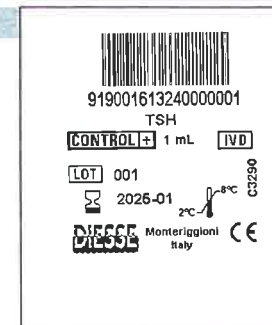 919001613240000001
TSH
CONTROL + 1 mL IVD
LOT 001
2025-01 2°C 8°C
C3290
DIESSE Monteriggioni
Italy CE